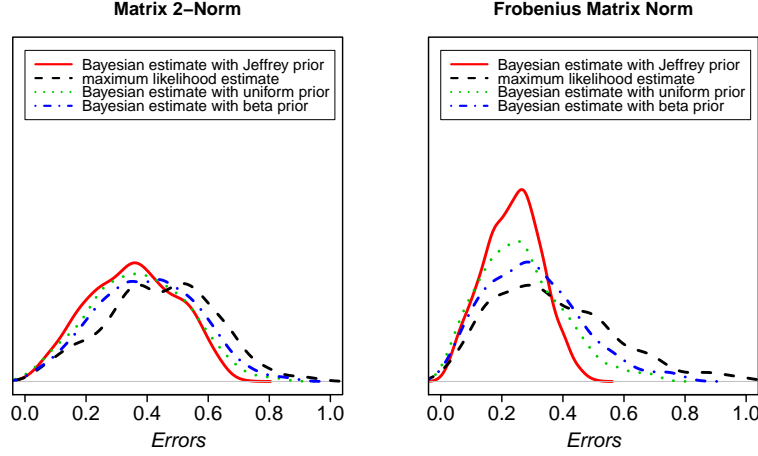 Matrix 2−Norm
Bayesian estimate with Jeffrey prior
maximum likelihood estimate
Bayesian estimate with uniform prior
Bayesian estimate with beta prior
0.0 0.2 0.4 0.6 0.8 1.0
Errors
Frobenius Matrix Norm
Bayesian estimate with Jeffrey prior
maximum likelihood estimate
Bayesian estimate with uniform prior
Bayesian estimate with beta prior
0.0 0.2 0.4 0.6 0.8 1.0
Errors